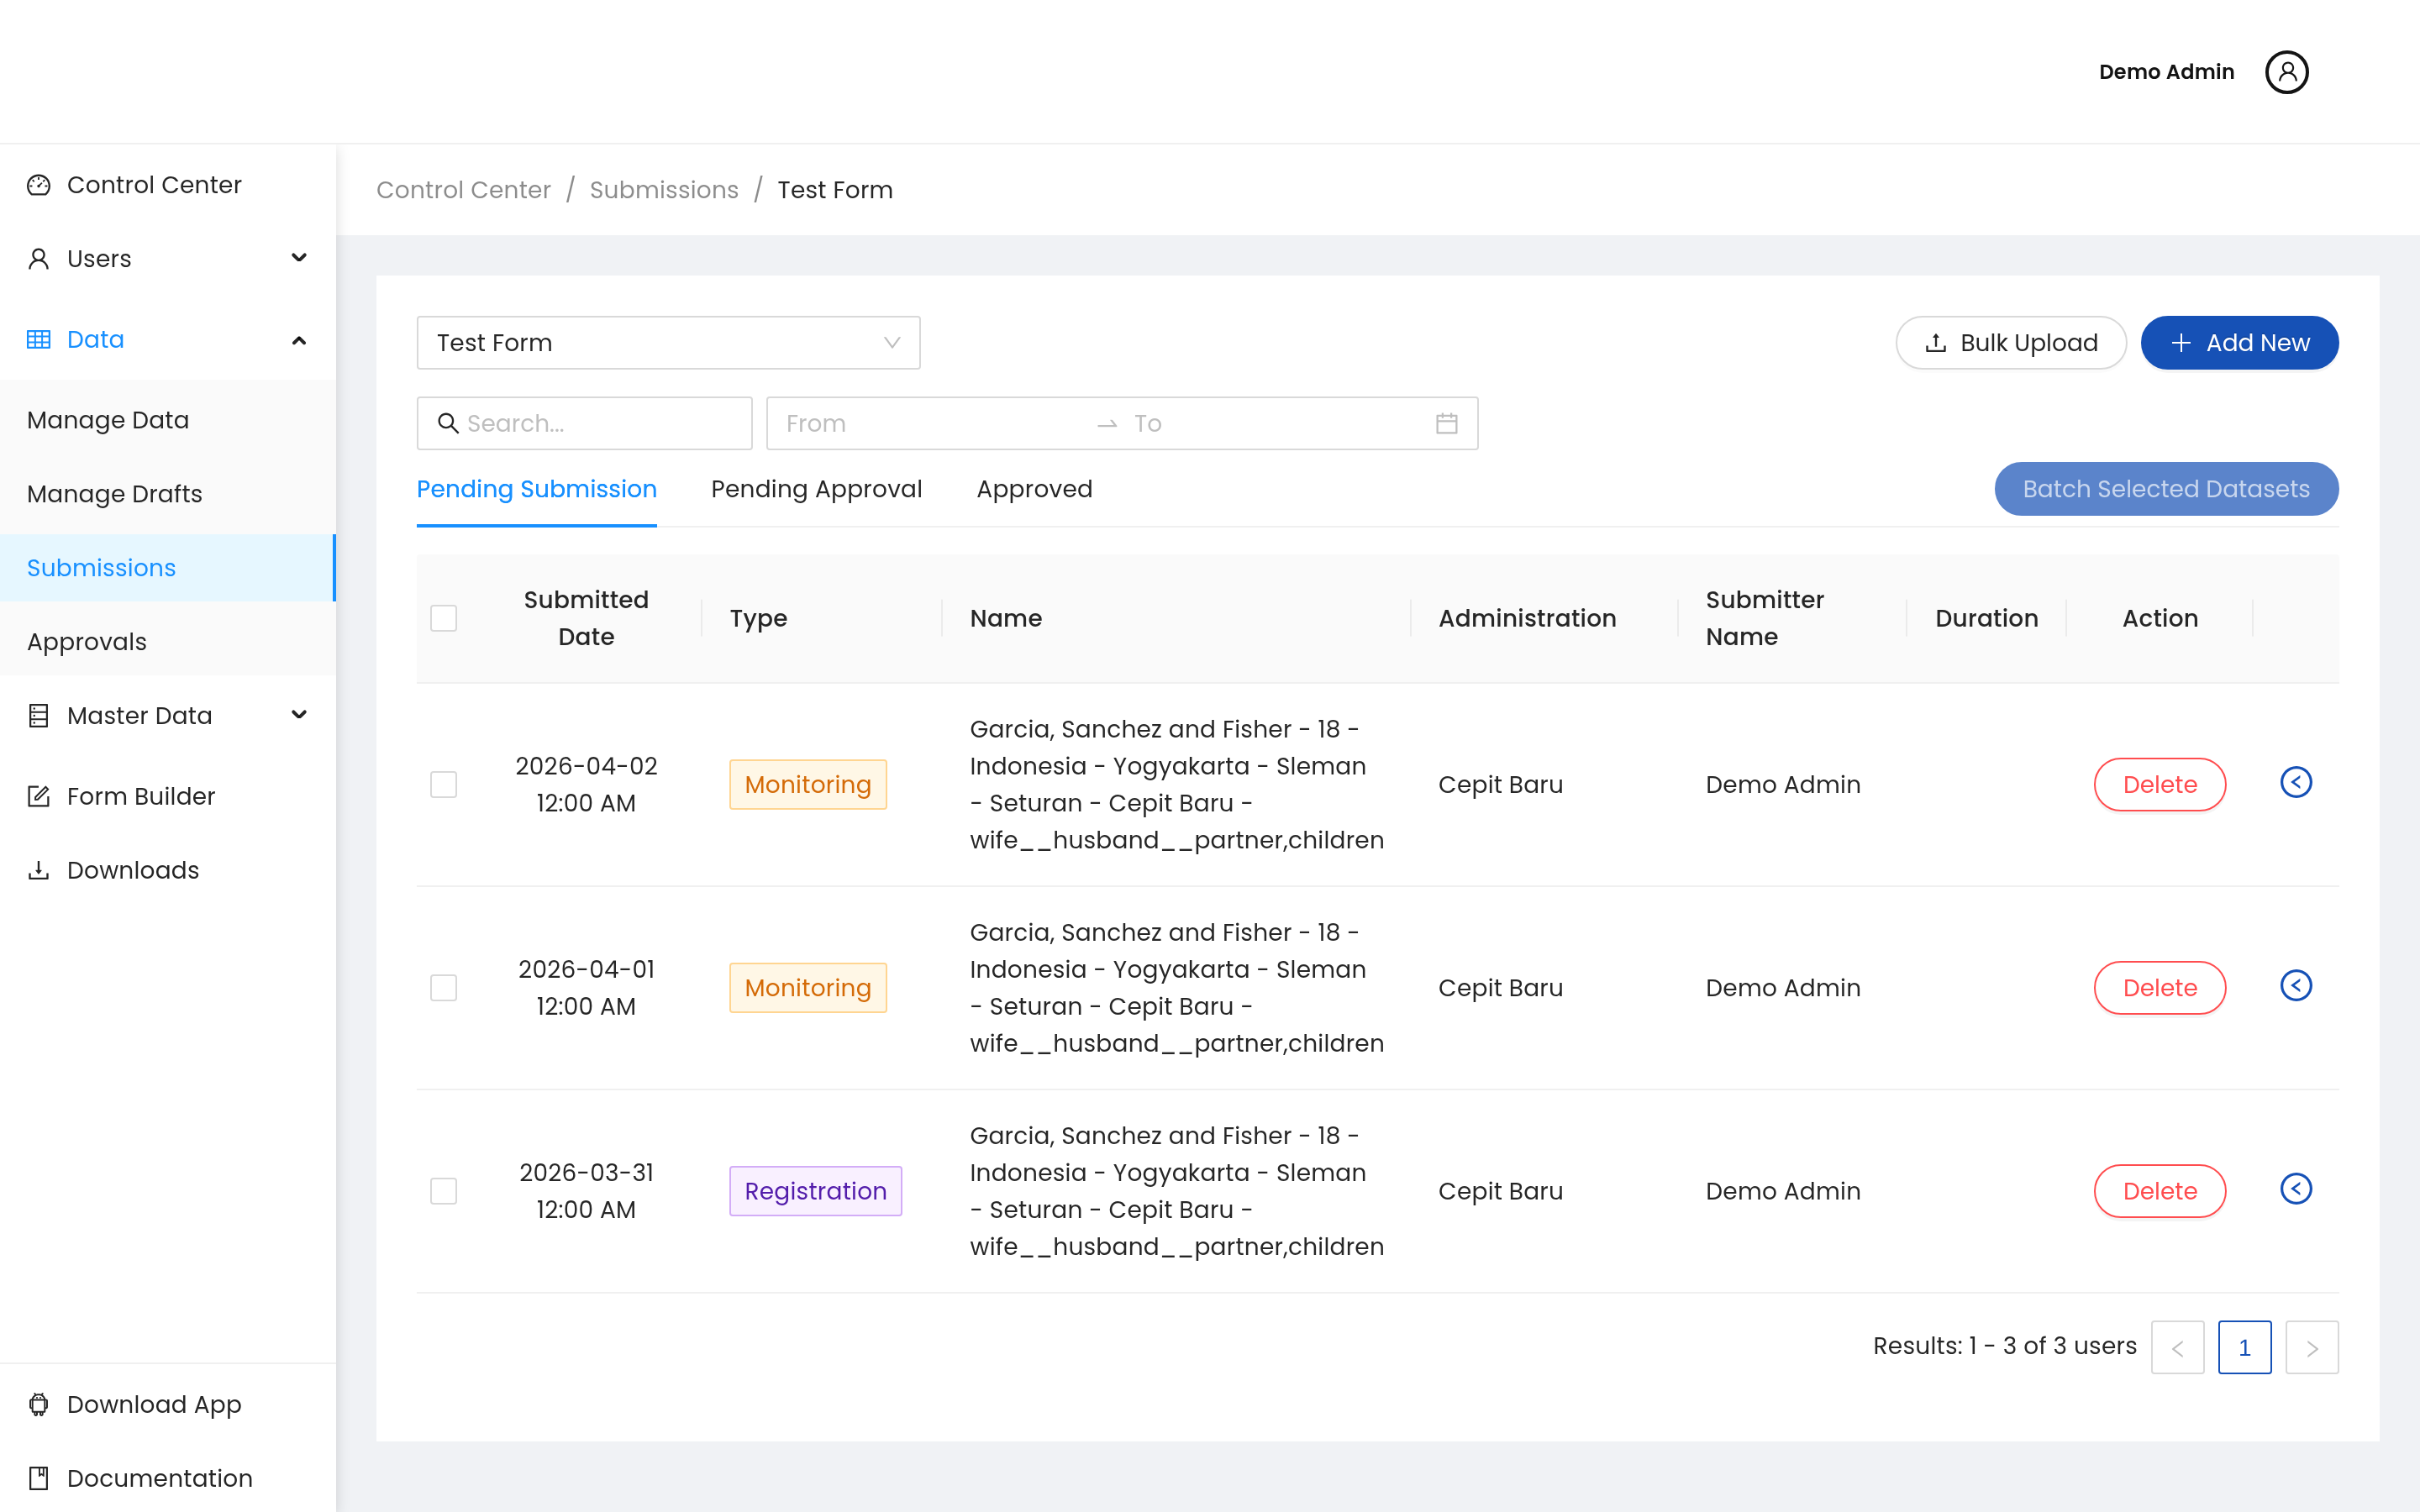 Demo Admin
Control Center
Users
Data
Manage Data
Manage Drafts
Submissions
Approvals
Master Data
Form Builder
Downloads
Download App
Documentation
Control Center / Submissions / Test Form
Test Form
Bulk Upload
Add New
Search...
From
To
Pending Submission
Pending Approval
Approved
Batch Selected Datasets
Submitted
Date
Type
Name
Administration
Submitter
Name
Duration
Action
2026-04-02
12:00 AM
Monitoring
Garcia, Sanchez and Fisher - 18 -
Indonesia - Yogyakarta - Sleman
- Seturan - Cepit Baru -
wife__husband__partner,children
Cepit Baru
Demo Admin
Delete
2026-04-01
12:00 AM
Monitoring
Garcia, Sanchez and Fisher - 18 -
Indonesia - Yogyakarta - Sleman
- Seturan - Cepit Baru -
wife__husband__partner,children
Cepit Baru
Demo Admin
Delete
2026-03-31
12:00 AM
Registration
Garcia, Sanchez and Fisher - 18 -
Indonesia - Yogyakarta - Sleman
- Seturan - Cepit Baru -
wife__husband__partner,children
Cepit Baru
Demo Admin
Delete
Results: 1 - 3 of 3 users
1